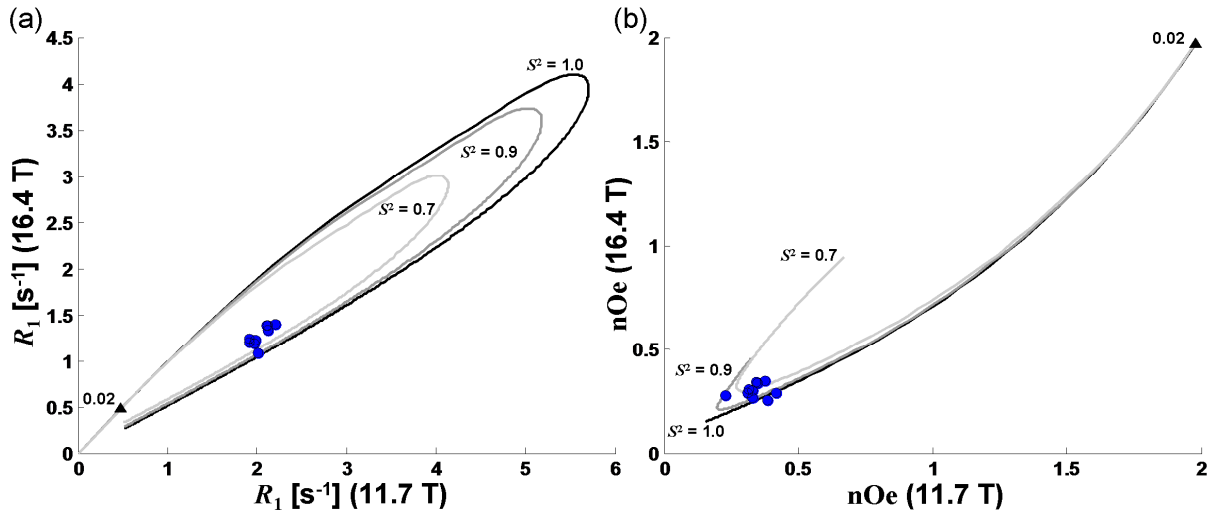 (a)
4.5
4
3.5
3
2.5
2
1.5
1
0.5
0
R₁ [s⁻¹] (16.4 T)
S² = 1.0
S² = 0.9
S² = 0.7
0.02
0 1 2 3 4 5 6
R₁ [s⁻¹] (11.7 T)
(b)
2
1.5
1
0.5
0
nOe (16.4 T)
0.02
S² = 0.7
S² = 0.9
S² = 1.0
0 0.5 1 1.5 2
nOe (11.7 T)